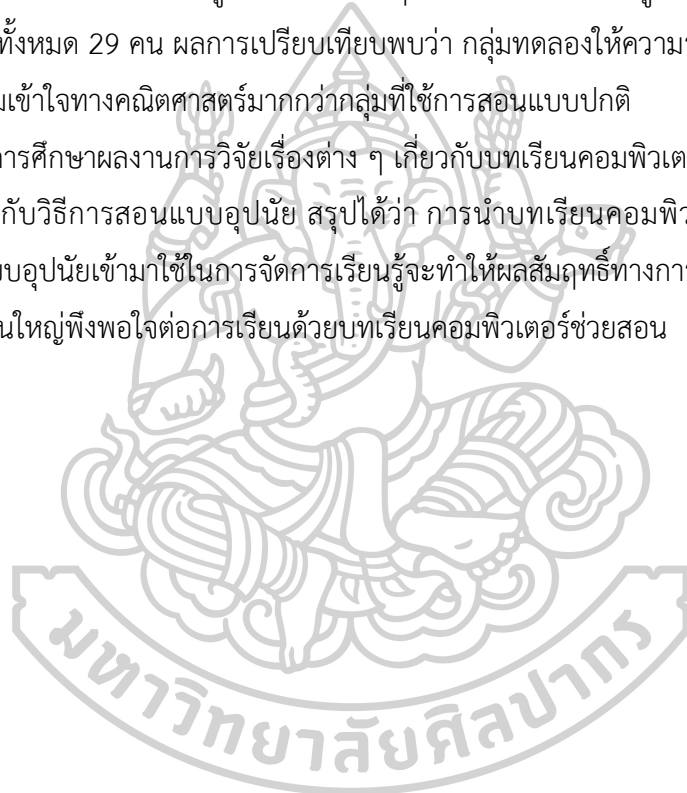 ทั้งหมด 29 คน ผลการเปรียบเทียบพบว่า กลุ่มทดลองให้ความ
เข้าใจทางคณิตศาสตร์มากกว่ากลุ่มที่ใช้การสอนแบบปกติ
การศึกษาผลงานการวิจัยเรื่องต่าง ๆ เกี่ยวกับบทเรียนคอมพิวเต
กับวิธีการสอนแบบอุปนัย สรุปได้ว่า การนำบทเรียนคอมพิว
บอุปนัยเข้ามาใช้ในการจัดการเรียนรู้จะทำให้ผลสัมฤทธิ์ทางการ
นใหญ่พึงพอใจต่อการเรียนด้วยบทเรียนคอมพิวเตอร์ช่วยสอน
มหาวิทยาลัยศิลปากร